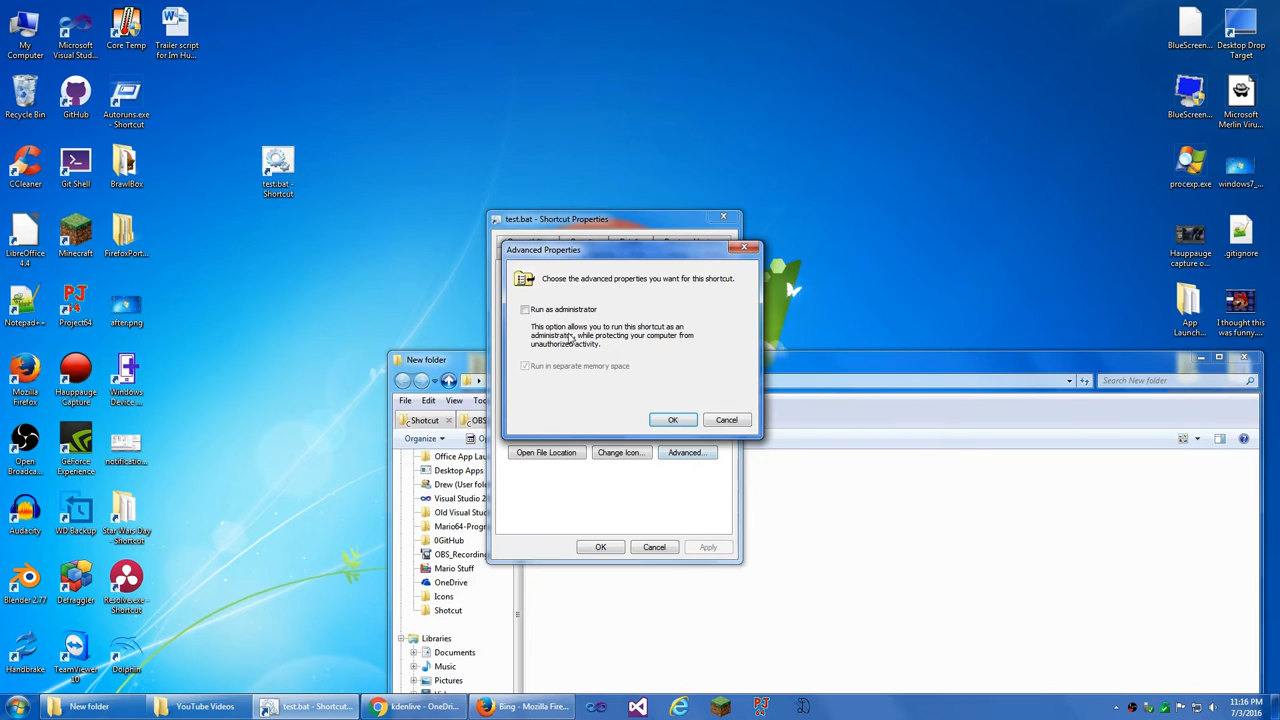 My Computer
Microsoft Visual Stud...
Core Temp
Trailer script for Im Hu...
BlueScreen...
Desktop Drop Target
Recycle Bin
GitHub
Autoruns.exe - Shortcut
BlueScreen...
Microsoft Merlin Viru...
CCleaner
Git Shell
BrawlBox
test.bat - Shortcut
procexp.exe
windows7_...
LibreOffice 4.4
Minecraft
FirefoxPort...
Hauppauge capture o...
.gitignore
Notepad++
Project64
after.png
App Launch...
I thought this was funny....
Mozilla Firefox
Hauppauge Capture
Windows Device ...
Open Broadca...
GeForce Experience
notification...
Audacity
WD Backup
Star Wars Day - Shortcut
Blender 2.77
Defraggler
Resolve.exe - Shortcut
Handbrake
TeamViewer 10
Dolphin
test.bat - Shortcut Properties
Advanced Properties
Choose the advanced properties you want for this shortcut.
Run as administrator
This option allows you to run this shortcut as an
administrator, while protecting your computer from
unauthorized activity.
Run in separate memory space
OK
Cancel
Open File Location
Change Icon...
Advanced...
OK
Cancel
Apply
New folder
Search New folder
File
Edit
View
Shotcut
OBS
Organize
Office App Lau
Desktop Apps
Drew (User fold
Visual Studio 2
Old Visual Stud
Mario64-Progr
0GitHub
OBS_Recording
Mario Stuff
OneDrive
Icons
Shotcut
Libraries
Documents
Music
Pictures
New folder
YouTube Videos
test.bat - Shortcut...
kdenlive - OneDri...
Bing - Mozilla Fire...
11:16 PM
7/3/2016